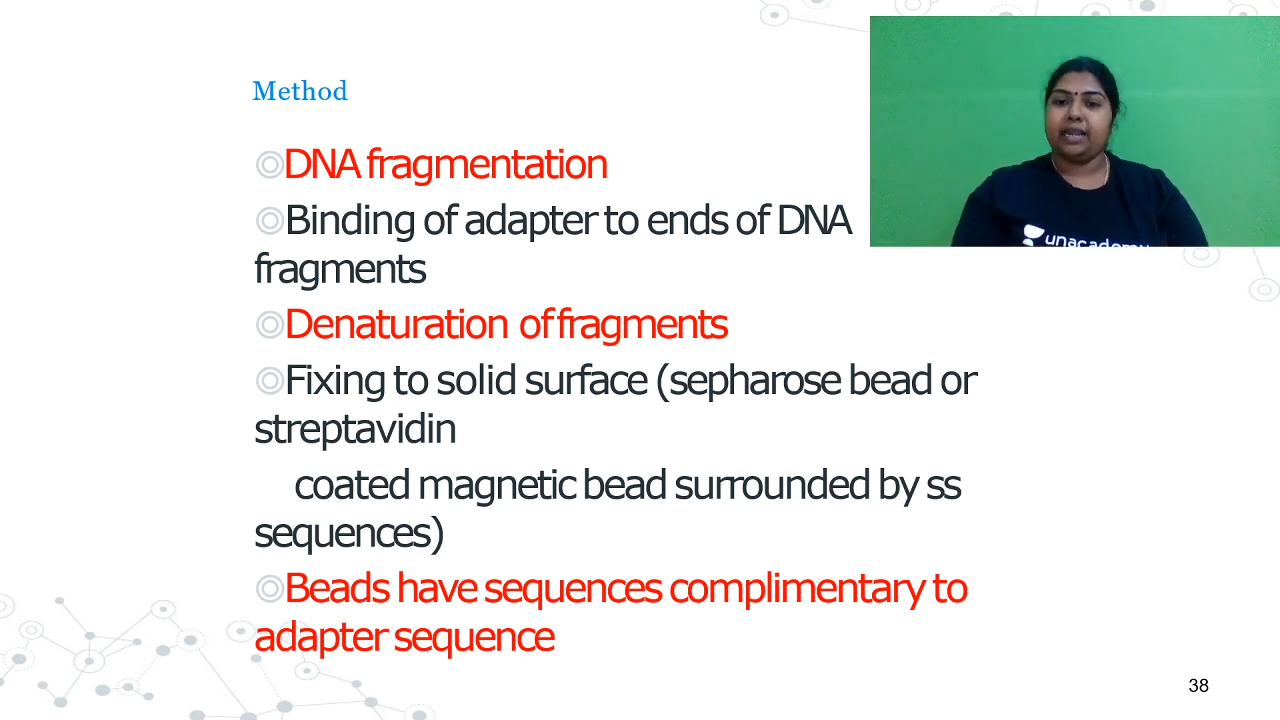 Method
DNA fragmentation
Binding of adapter to ends of DNA
fragments
Denaturation of fragments
Fixing to solid surface (sepharose bead or
streptavidin
coated magnetic bead surrounded by ss
sequences)
Beads have sequences complimentary to
adapter sequence
38